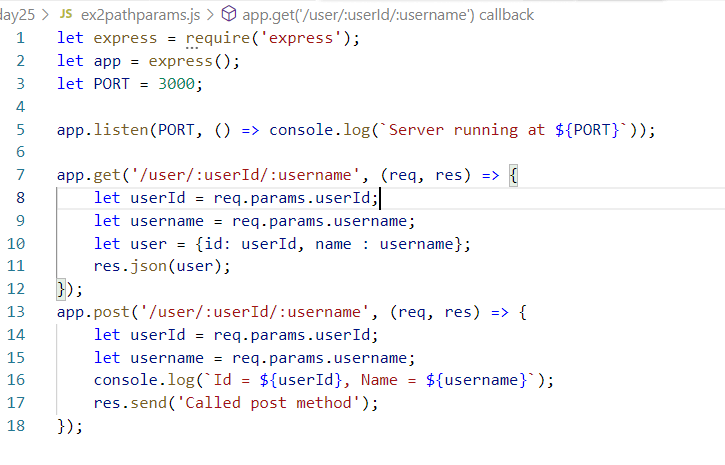 day25 > JS ex2pathparams.js > app.get('/user/:userId/:username') callback
1 let express = require('express');
2 let app = express();
3 let PORT = 3000;
4
5 app.listen(PORT, () => console.log(`Server running at ${PORT}`));
6
7 app.get('/user/:userId/:username', (req, res) => {
8     let userId = req.params.userId;
9     let username = req.params.username;
10     let user = {id: userId, name : username};
11     res.json(user);
12 });
13 app.post('/user/:userId/:username', (req, res) => {
14     let userId = req.params.userId;
15     let username = req.params.username;
16     console.log(`Id = ${userId}, Name = ${username}`);
17     res.send('Called post method');
18 });